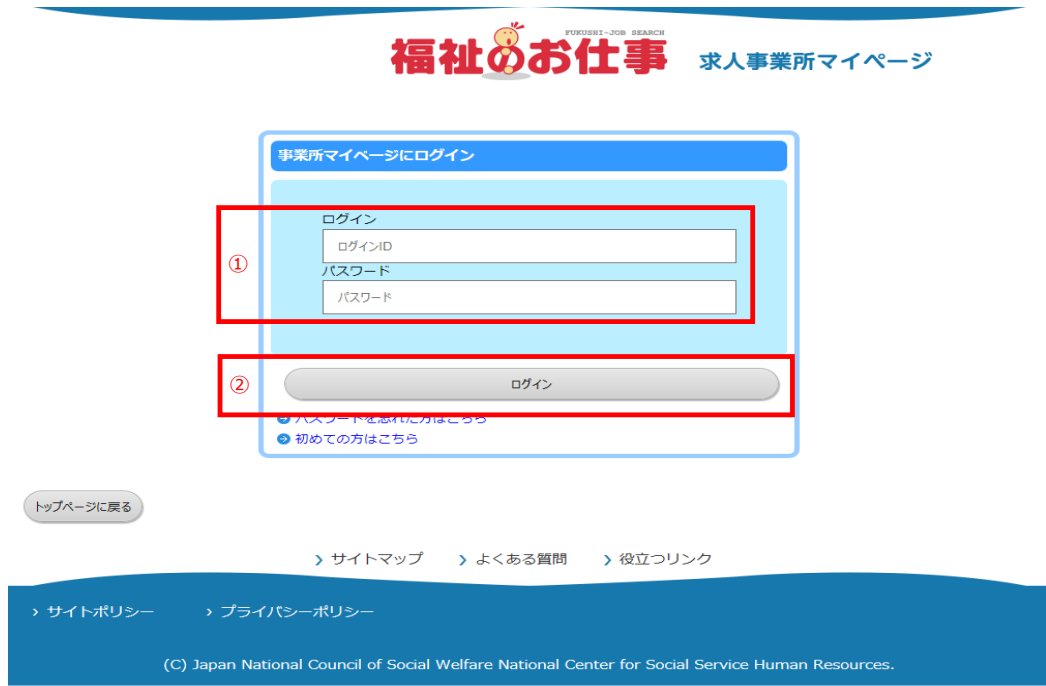 FUKUSHI-JOB SEARCH
福祉のお仕事 求人事業所マイページ
事業所マイページにログイン
ログイン
① ログインID
パスワード
パスワード
② ログイン
パスワードを忘れた方はこちら
初めての方はこちら
トップページに戻る
サイトマップ よくある質問 役立つリンク
サイトポリシー プライバシーポリシー
(C) Japan National Council of Social Welfare National Center for Social Service Human Resources.